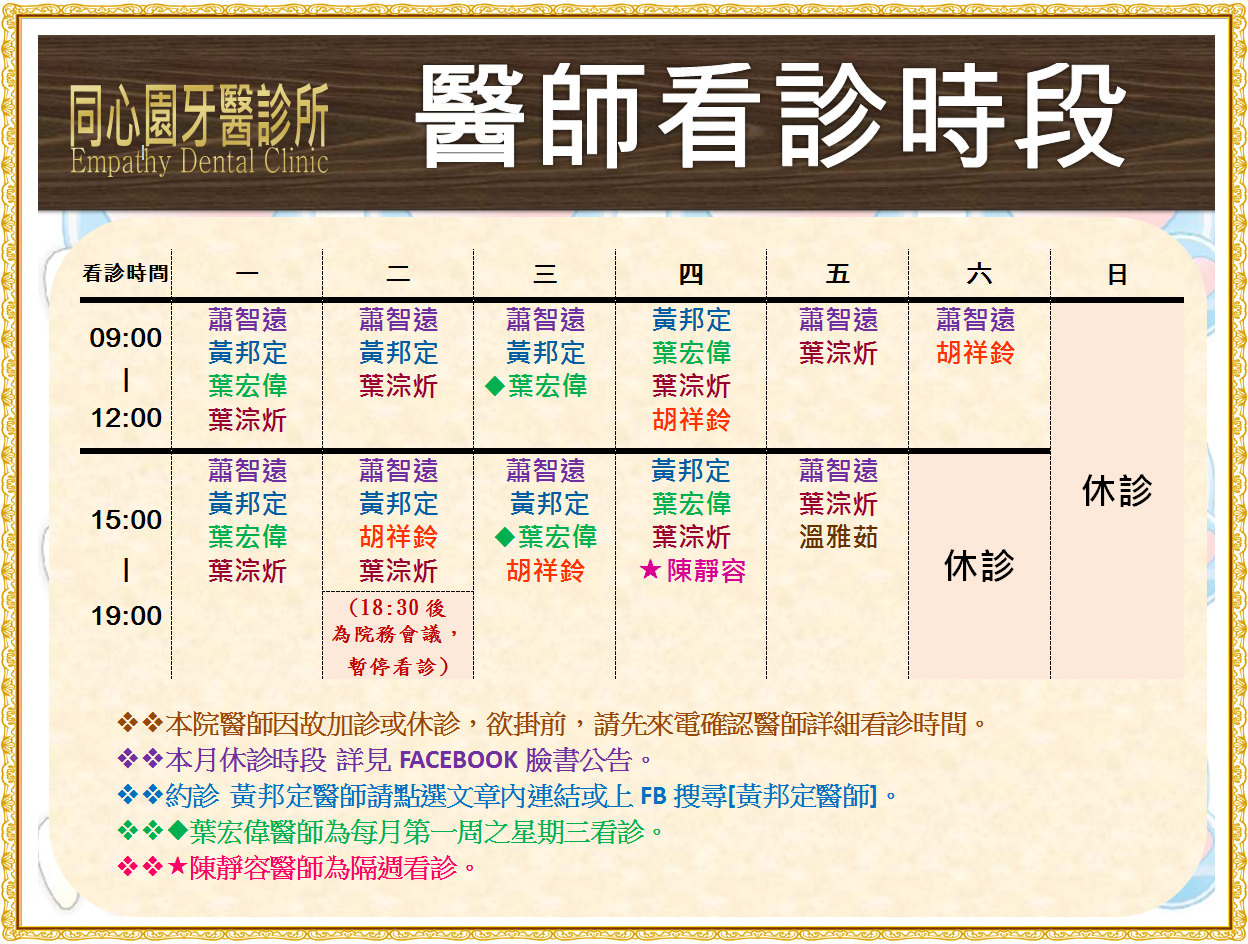 同心園牙醫診所
Empathy Dental Clinic
醫師看診時段
看診時間 一 二 三 四 五 六 日
09:00
|
12:00
蕭智遠
黃邦定
葉宏偉
葉淙炘
蕭智遠
黃邦定
葉淙炘
蕭智遠
黃邦定
◆葉宏偉
黃邦定
葉宏偉
葉淙炘
胡祥鈴
蕭智遠
葉淙炘
蕭智遠
胡祥鈴
休診
15:00
|
19:00
蕭智遠
黃邦定
葉宏偉
葉淙炘
蕭智遠
黃邦定
胡祥鈴
葉淙炘
(18:30後
為院務會議，
暫停看診)
蕭智遠
黃邦定
◆葉宏偉
胡祥鈴
黃邦定
葉宏偉
葉淙炘
★陳靜容
蕭智遠
葉淙炘
溫雅茹
休診
❖❖本院醫師因故加診或休診，欲掛前，請先來電確認醫師詳細看診時間。
❖❖本月休診時段 詳見 FACEBOOK 臉書公告。
❖❖約診 黃邦定醫師請點選文章內連結或上 FB 搜尋[黃邦定醫師]。
❖❖◆葉宏偉醫師為每月第一周之星期三看診。
❖❖★陳靜容醫師為隔週看診。